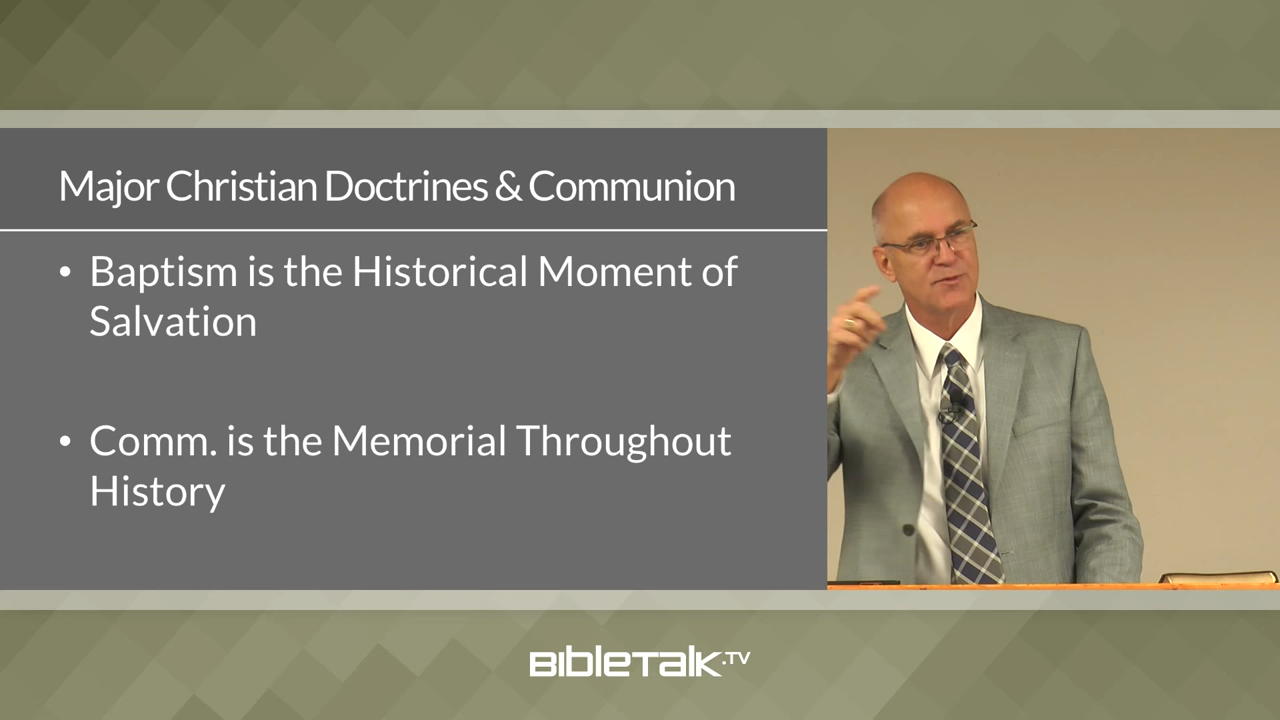 Major Christian Doctrines & Communion
• Baptism is the Historical Moment of
Salvation
• Comm. is the Memorial Throughout
History
BibleTalk.TV